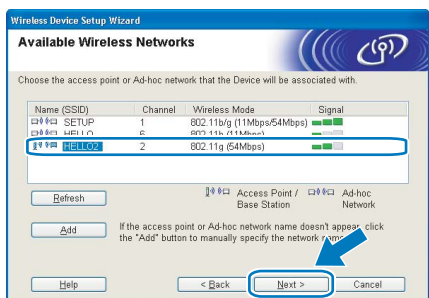 Wireless Device Setup Wizard
Available Wireless Networks
Choose the access point or Ad-hoc network that the Device will be associated with.
Name (SSID) Channel Wireless Mode Signal
SETUP 1 802.11b/g (11Mbps/54Mbps)
HELLO 6 802.11b (11Mbps)
HELLO2 2 802.11g (54Mbps)
Refresh
Access Point / Base Station
Ad-hoc Network
Add
If the access point or Ad-hoc network name doesn't appear, click
the "Add" button to manually specify the network name.
Help < Back Next > Cancel